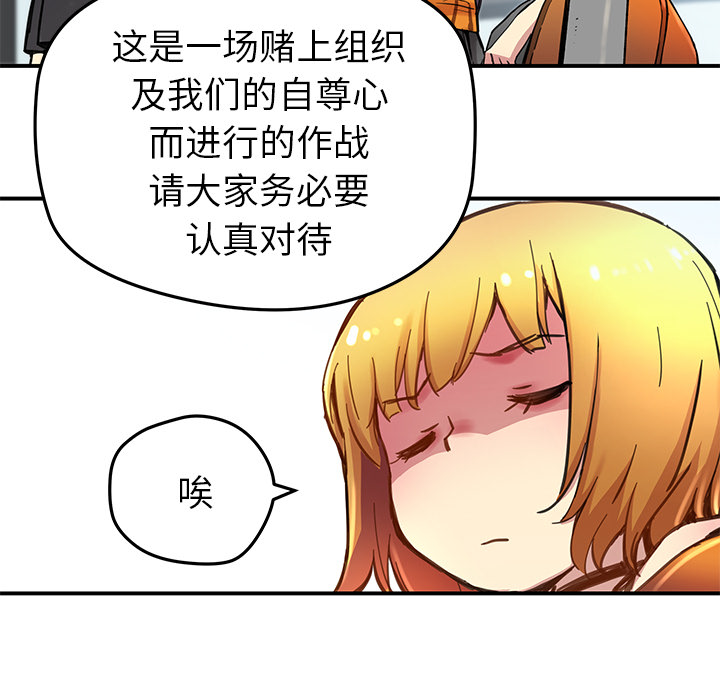 这是一场赌上组织
及我们的自尊心
而进行的作战
请大家务必要
认真对待
唉